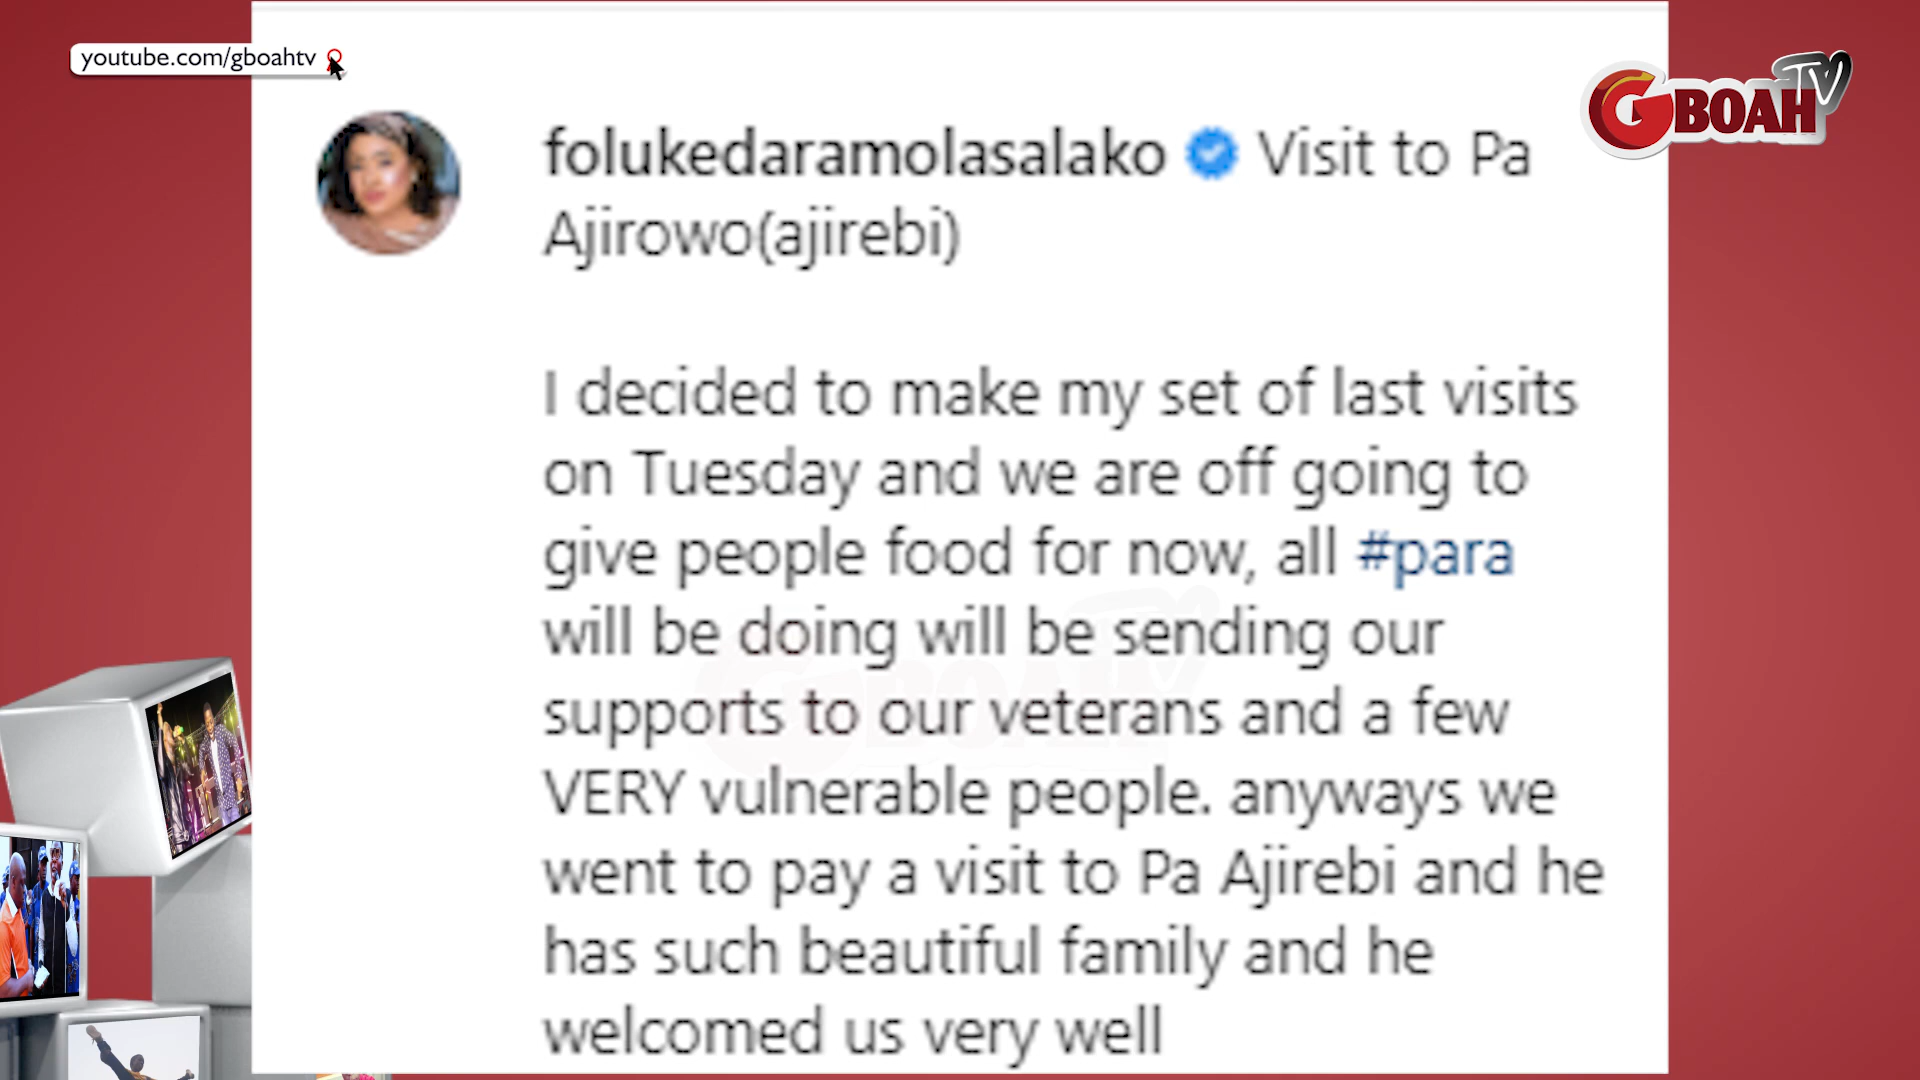 youtube.com/gboahtv
GBOAH TV
folukedaramolasalako Visit to Pa
Ajirowo(ajirebi)
I decided to make my set of last visits
on Tuesday and we are off going to
give people food for now, all #para
will be doing will be sending our
supports to our veterans and a few
VERY vulnerable people. anyways we
went to pay a visit to Pa Ajirebi and he
has such beautiful family and he
welcomed us very well